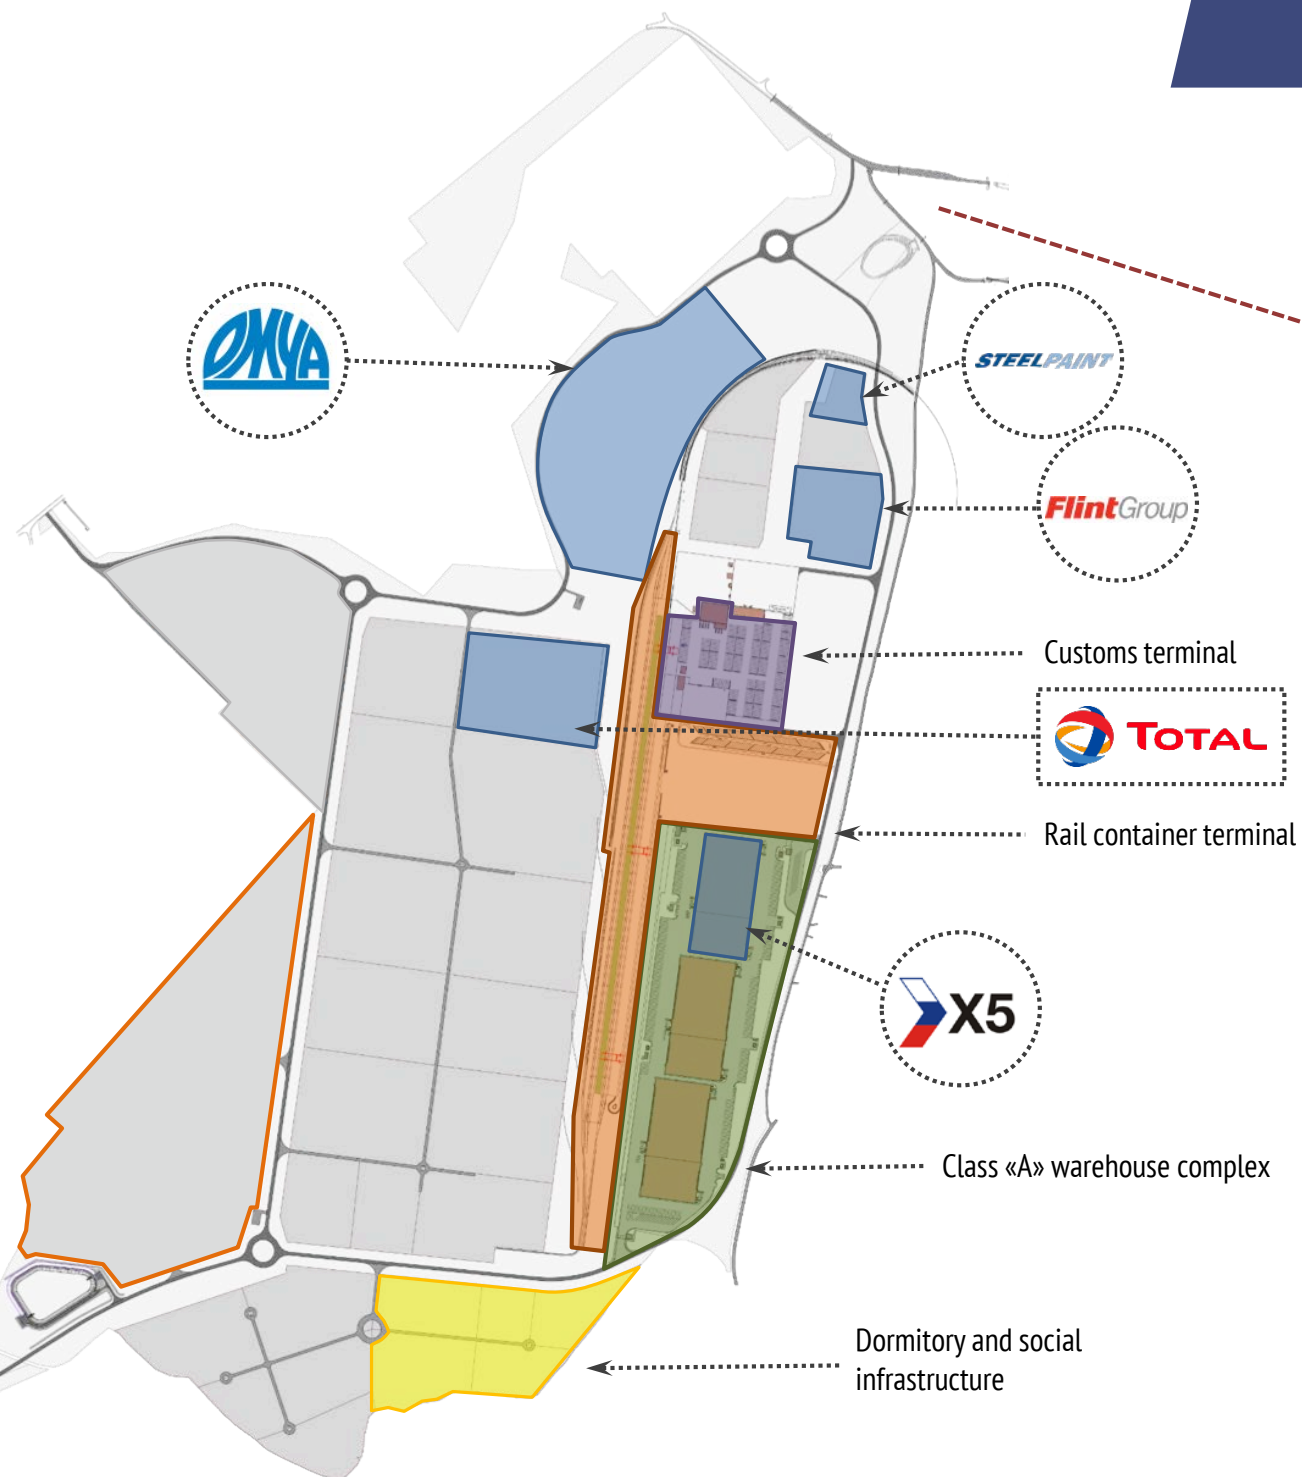 OMYA
STEELPAINT
FlintGroup
Customs terminal
TOTAL
Rail container terminal
X5
Class «A» warehouse complex
Dormitory and social
infrastructure